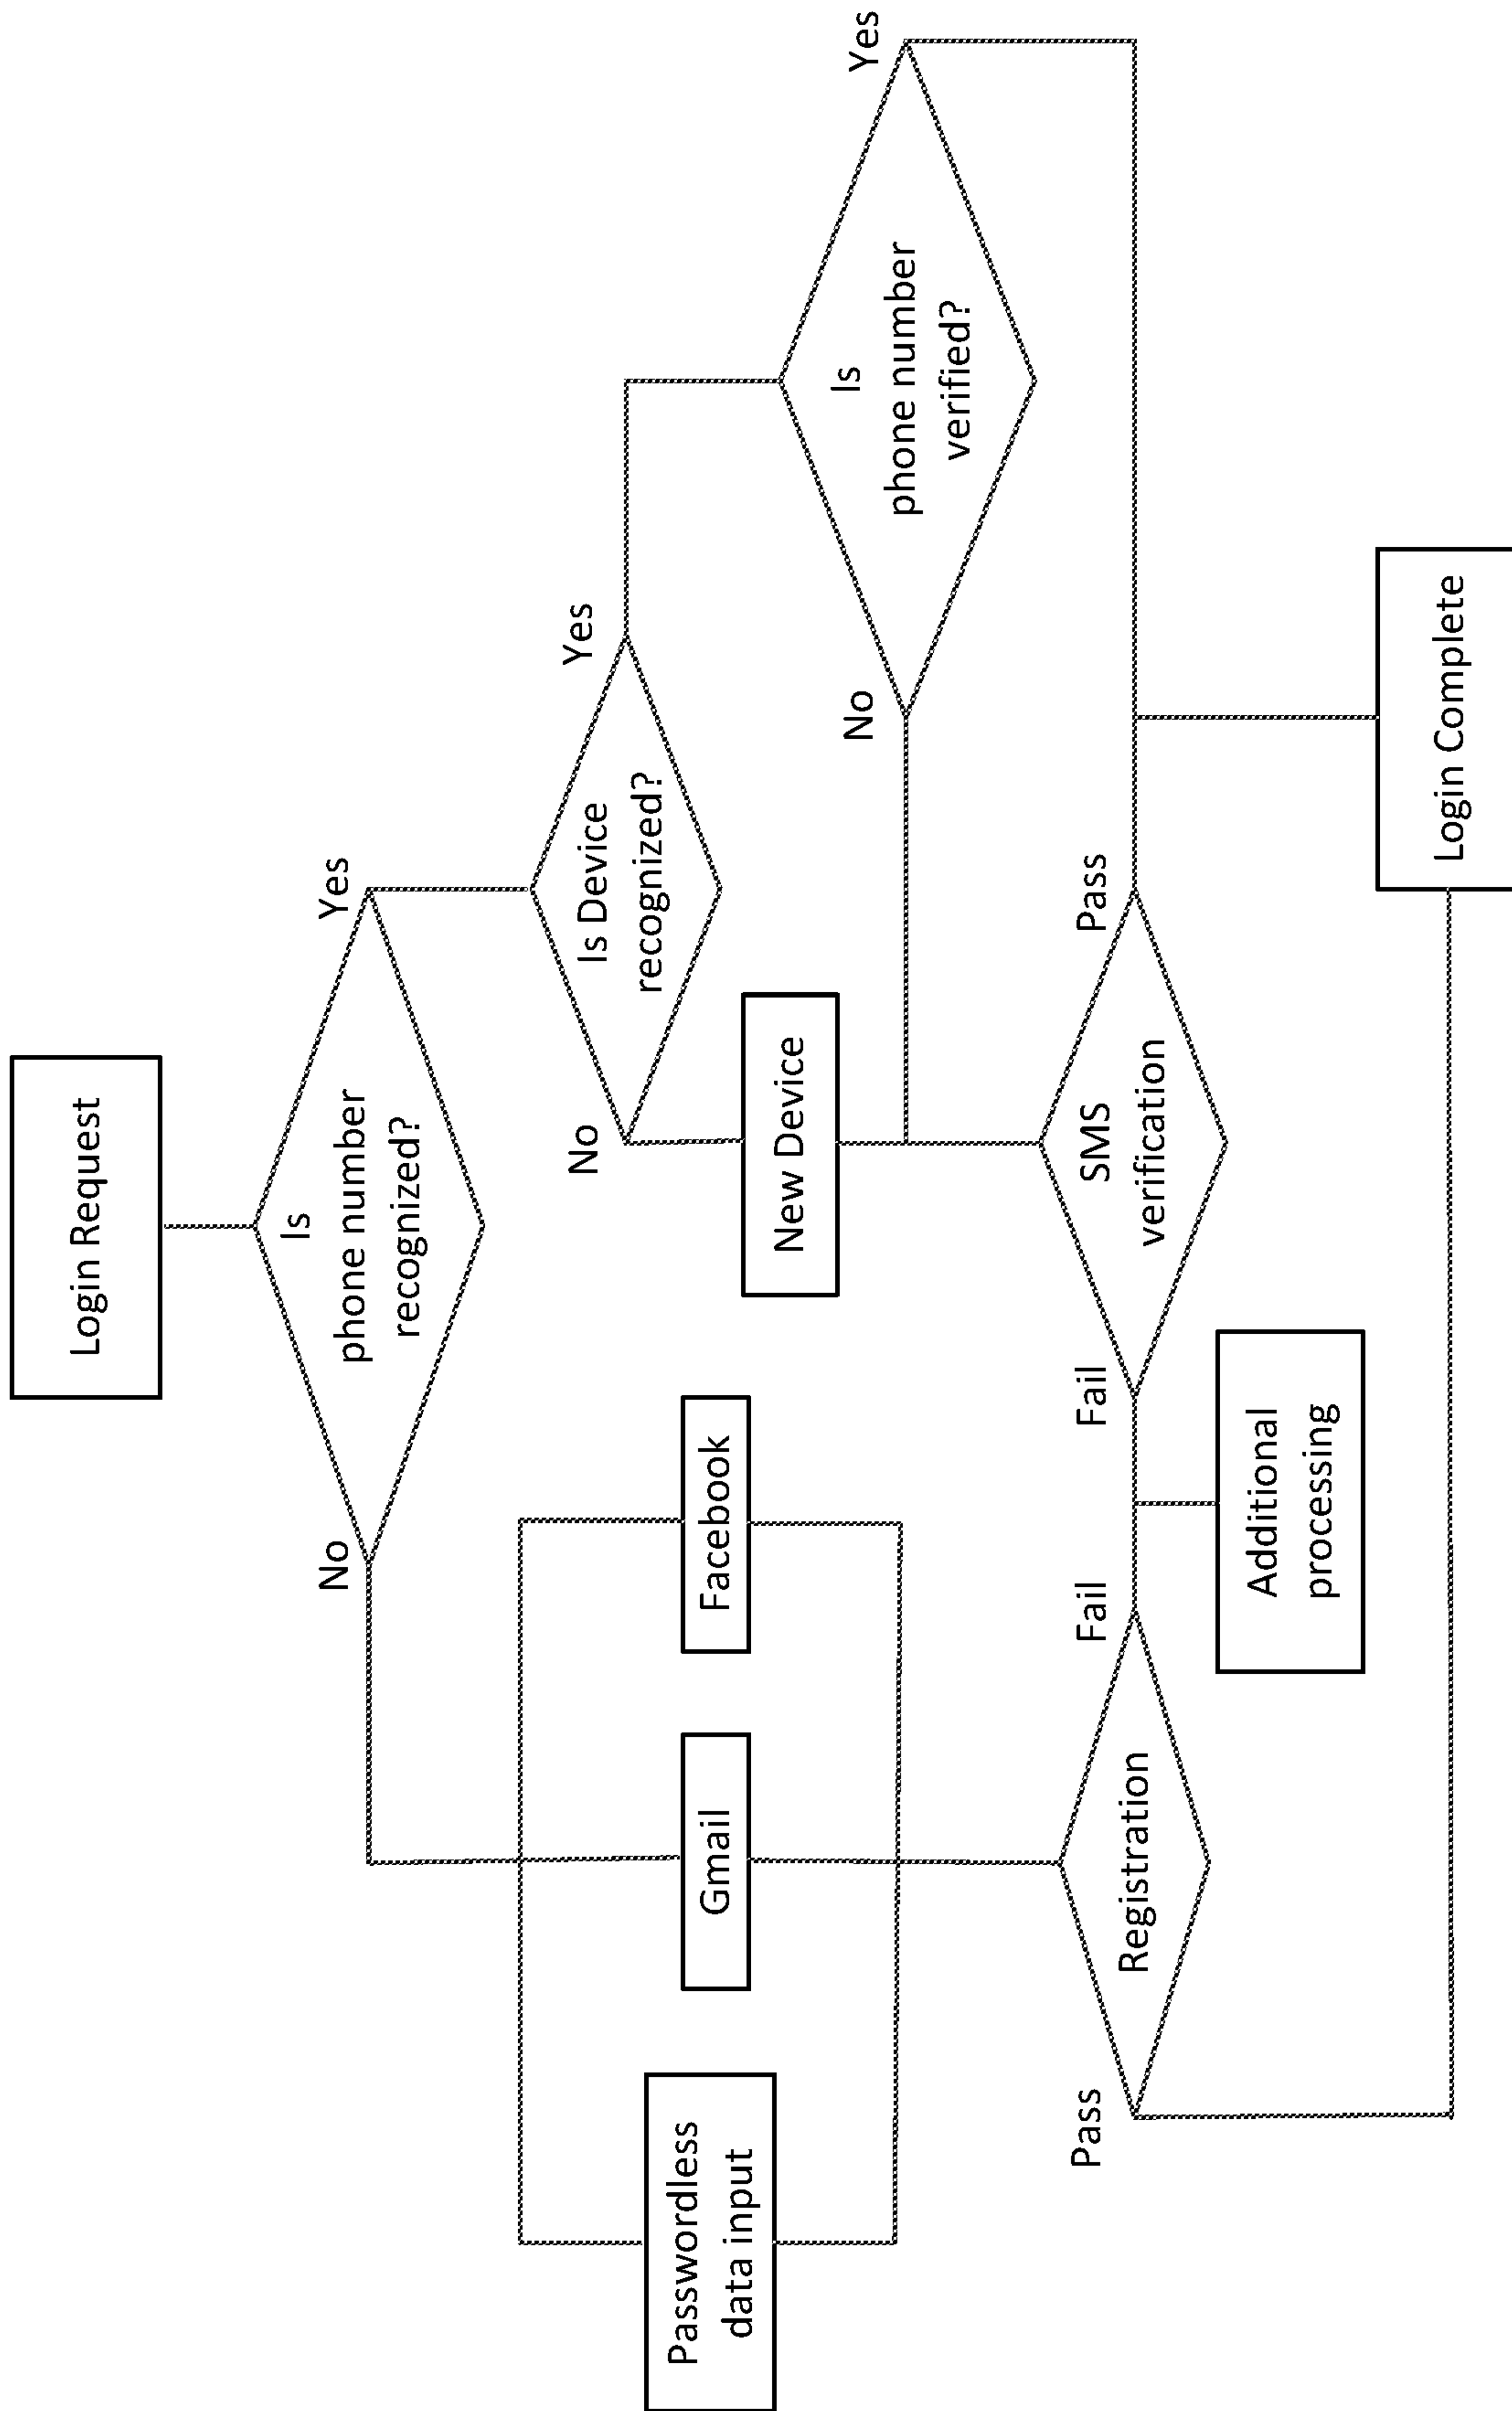 Login Request
Is
phone number
recognized?
No
Yes
Is Device
recognized?
No
Yes
Passwordless
data input
Gmail
Facebook
New Device
Is
phone number
verified?
No
Yes
Registration
Pass
Fail
SMS
verification
Fail
Pass
Additional
processing
Login Complete